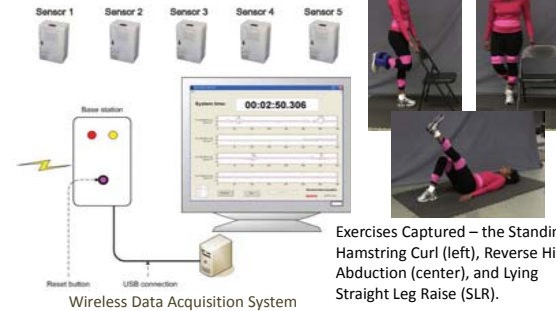 Sensor 1 Sensor 2 Sensor 3 Sensor 4 Sensor 5
System time: 00:02:50.306
Base station
Reset button USB connection
Wireless Data Acquisition System
Exercises Captured – the Standin
Hamstring Curl (left), Reverse Hi
Abduction (center), and Lying
Straight Leg Raise (SLR).